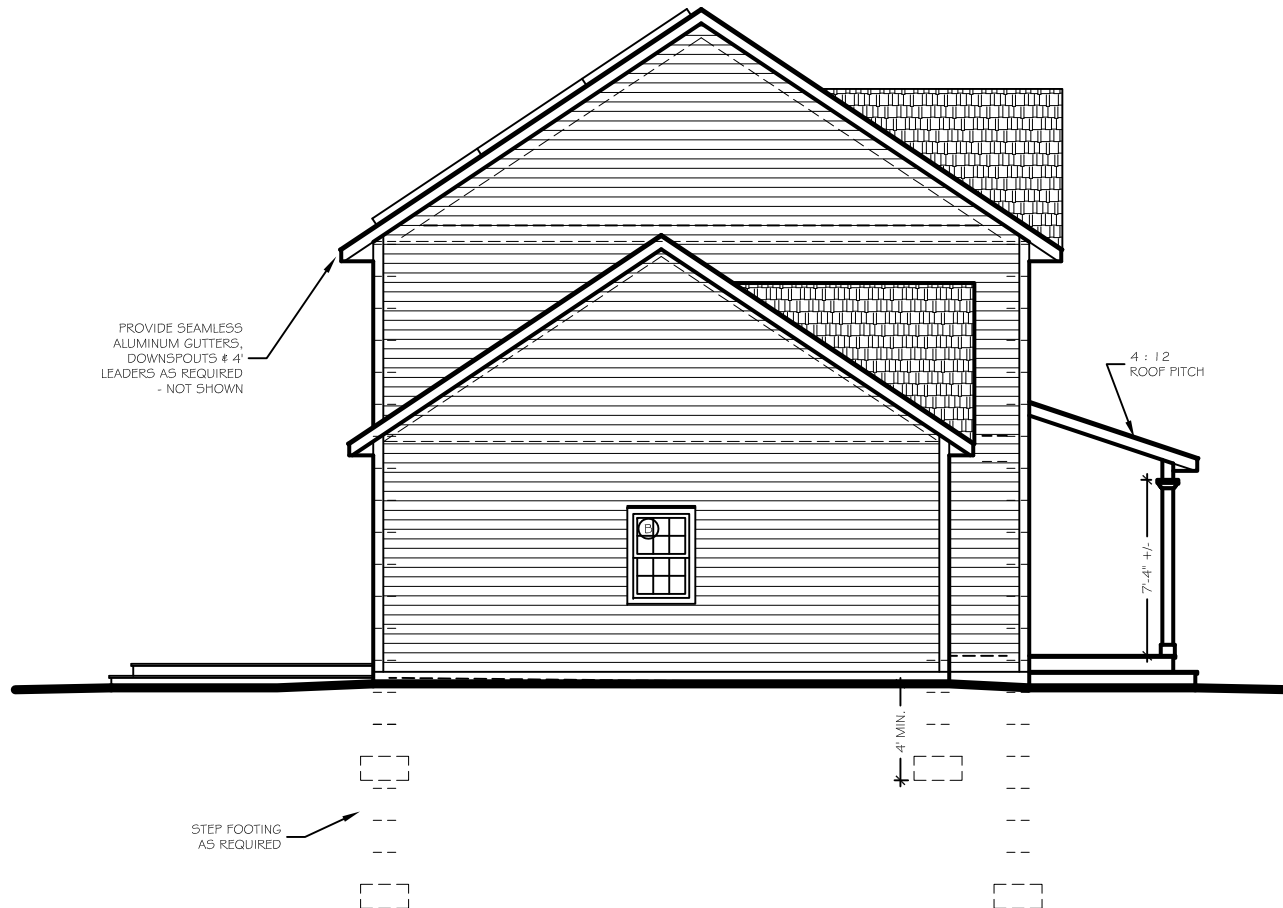 PROVIDE SEAMLESS
ALUMINUM GUTTERS,
DOWNSPOUTS & 4'
LEADERS AS REQUIRED
- NOT SHOWN
4 : 12
ROOF PITCH
B
7'-4" +/-
4' MIN.
STEP FOOTING
AS REQUIRED